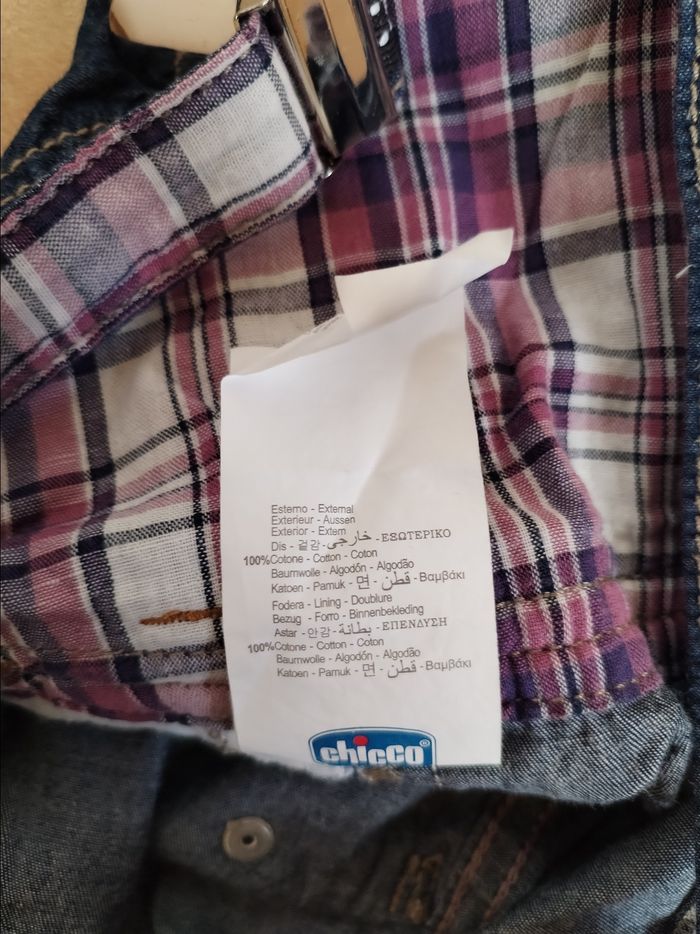 Esterno - External
Exterieur - Aussen
Exterior - Extern
Dis - 겉감 - خارجي - ΕΞΩΤΕΡΙΚΟ
100%Cotone - Cotton - Coton
Baumwolle - Algodón - Algodão
Katoen - Pamuk - 면 - قطن - Βαμβάκι
Fodera - Lining - Doublure
Bezug - Forro - Binnenbekleding
Astar - 안감 - بطانة - ΕΠΕΝΔΥΣΗ
100%Cotone - Cotton - Coton
Baumwolle - Algodón - Algodão
Katoen - Pamuk - 면 - قطن - Βαμβάκι
chicco